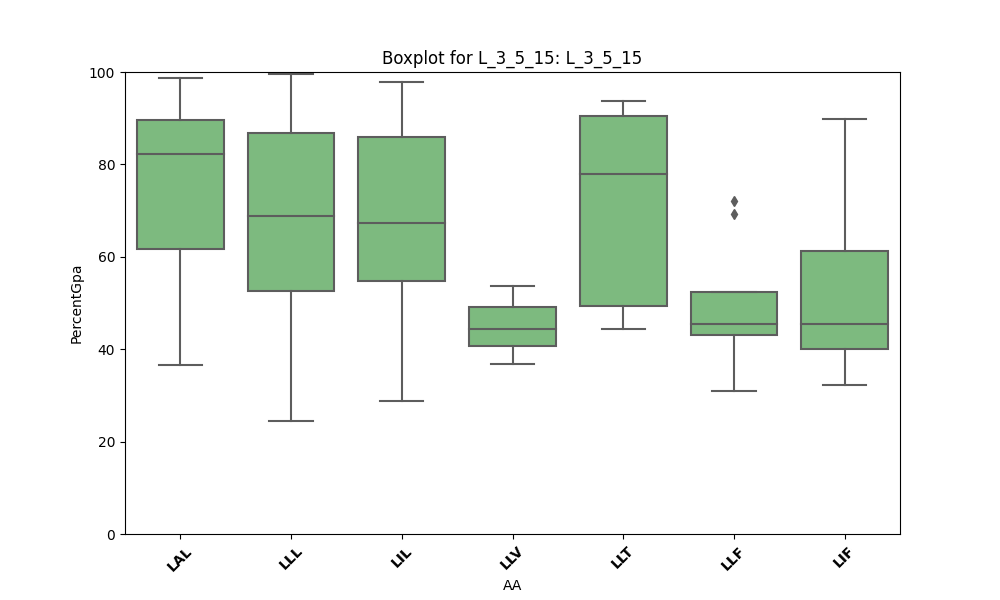 Boxplot for L_3_5_15: L_3_5_15
100
80
60
40
20
0
PercentGpa
LAL
LLL
LIL
LLV
LLT
LLF
LIF
AA